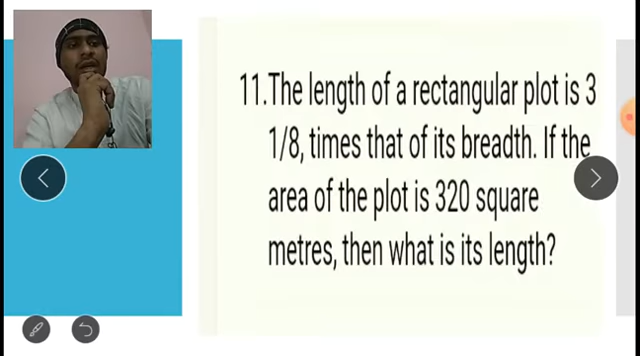 11.The length of a rectangular plot is 3
1/8, times that of its breadth. If the
area of the plot is 320 square
metres, then what is its length?